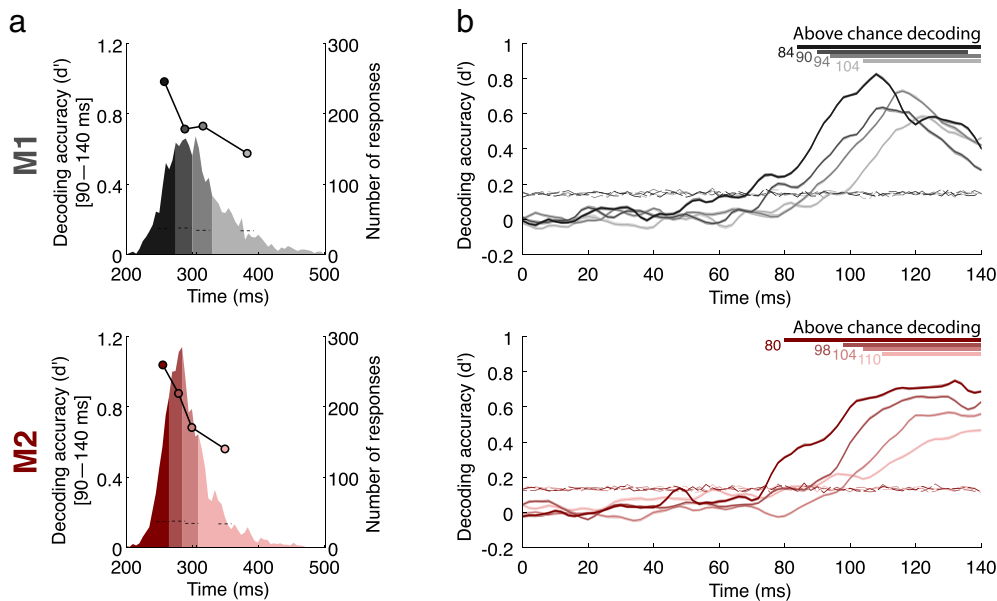 a
M1
Decoding accuracy (d')
[90—140 ms]
1.2
0.8
0.4
0
300
200
100
0
Number of responses
200 300 400 500
Time (ms)
b
Above chance decoding
84 90 94 104
Decoding accuracy (d')
1
0.8
0.6
0.4
0.2
0
-0.2
0 20 40 60 80 100 120 140
Time (ms)
M2
Decoding accuracy (d')
[90—140 ms]
1.2
0.8
0.4
0
300
200
100
0
Number of responses
200 300 400 500
Time (ms)
Above chance decoding
80 98 104 110
Decoding accuracy (d')
1
0.8
0.6
0.4
0.2
0
-0.2
0 20 40 60 80 100 120 140
Time (ms)